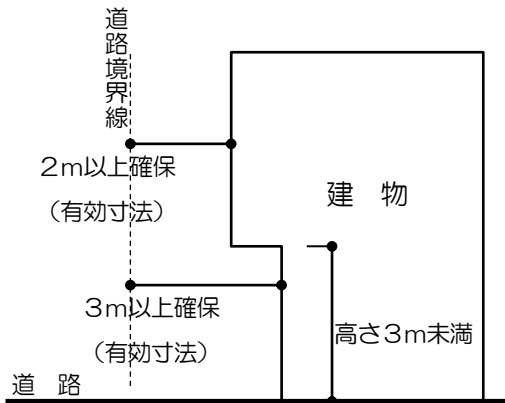 道路境界線
2m以上確保
（有効寸法）
建　物
3m以上確保
（有効寸法）
高さ3m未満
道　路